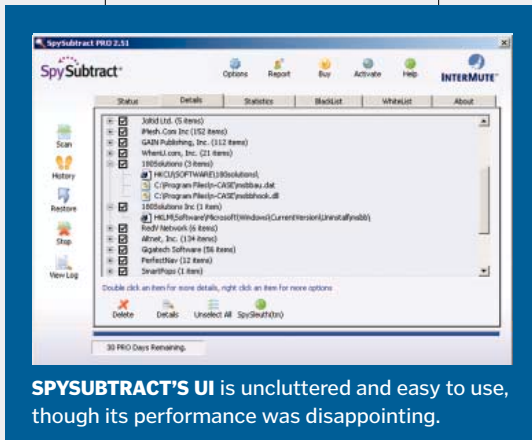 SpySubtract PRO 2.51
SpySubtract
Options Report Buy Activate Help
INTERMUTE
Status Details Statistics BlackList WhiteList About
Scan
History
Restore
Stop
View Log
Joltid Ltd. (5 items)
iMesh.Com Inc (152 items)
GAIN Publishing, Inc. (112 items)
WhenU.com, Inc. (21 items)
180Solutions (3 items)
HKCU\SOFTWARE\180solutions\
C:\Program Files\n-CASE\msbbau.dat
C:\Program Files\n-CASE\msbbhook.dll
180Solutions Inc (1 item)
HKLM\Software\Microsoft\Windows\CurrentVersion\Uninstall\msbb\
RedV Network (6 items)
Altnet, Inc. (134 items)
Gigatech Software (56 items)
PerfectNav (12 items)
SmartPops (1 item)
Double click an item for more details, right click an item for more options
Delete Details Unselect All SpySleuth(tm)
30 PRO Days Remaining.
SPYSUBTRACT'S UI is uncluttered and easy to use,
though its performance was disappointing.